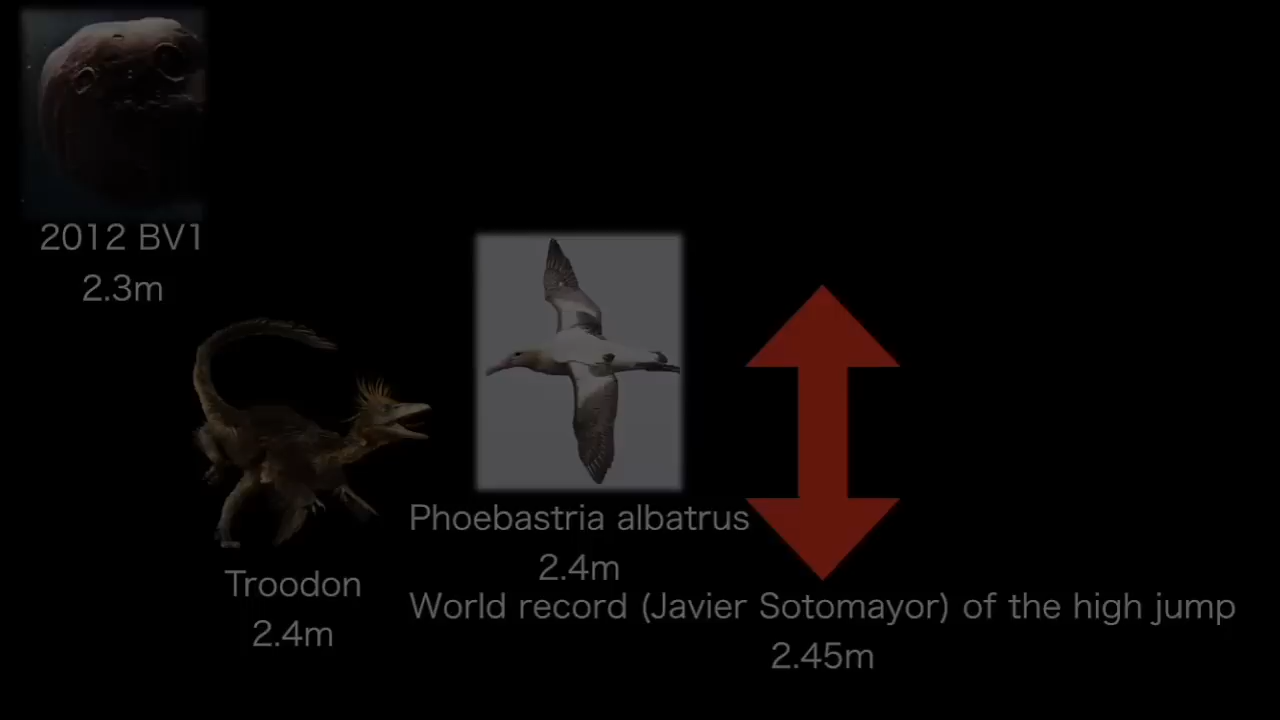 2012 BV1
2.3m
Phoebastria albatrus
2.4m
Troodon
2.4m
World record (Javier Sotomayor) of the high jump
2.45m